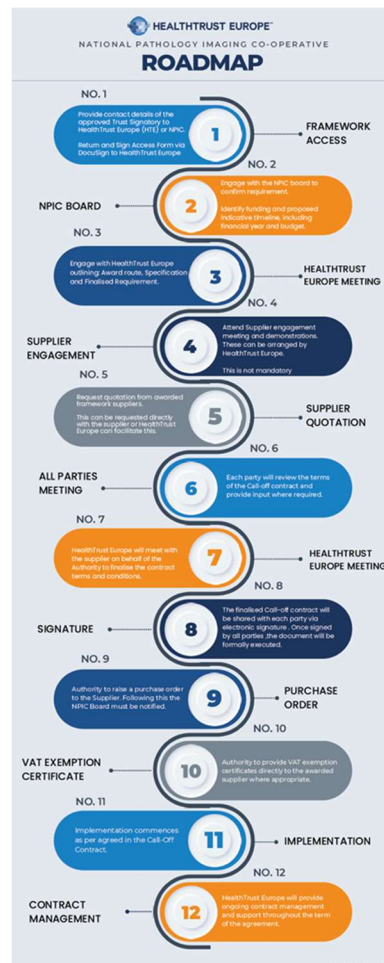 HEALTHTRUST EUROPE™
NATIONAL PATHOLOGY IMAGING CO-OPERATIVE
ROADMAP
NO. 1
Provide contact details of the
approved Trust Signatory to
HealthTrust Europe (HTE) or NPIC.
Return and Sign Access Form via
DocuSign to HealthTrust Europe
1
FRAMEWORK
ACCESS
NO. 2
NPIC BOARD
2
Engage with the NPIC board to
confirm requirement.
Identify funding and proposed
indicative timeline, including
financial year and budget.
NO. 3
Engage with HealthTrust Europe
outlining: Award route, Specification
and Finalised Requirement.
3
HEALTHTRUST
EUROPE MEETING
NO. 4
SUPPLIER
ENGAGEMENT
4
Attend Supplier engagement
meeting and demonstrations.
These can be arranged by
HealthTrust Europe.
This is not mandatory
NO. 5
Request quotation from awarded
framework suppliers.
This can be requested directly
with the supplier or HealthTrust
Europe can facilitate this.
5
SUPPLIER
QUOTATION
NO. 6
ALL PARTIES
MEETING
6
Each party will review the terms
of the Call-off contract and
provide input where required.
NO. 7
HealthTrust Europe will meet with
the supplier on behalf of the
Authority to finalise the contract
terms and conditions.
7
HEALTHTRUST
EUROPE MEETING
NO. 8
SIGNATURE
8
The finalised Call-off contract will
be shared with each party via
electronic signature . Once signed
by all parties ,the document will be
formally executed.
NO. 9
Authority to raise a purchase order
to the Supplier. Following this the
NPIC Board must be notified.
9
PURCHASE
ORDER
NO. 10
VAT EXEMPTION
CERTIFICATE
10
Authority to provide VAT exemption
certificates directly to the awarded
supplier where appropriate.
NO. 11
Implementation commences
as per agreed in the Call-Off
Contract.
11
IMPLEMENTATION
NO. 12
CONTRACT
MANAGEMENT
12
HealthTrust Europe will provide
ongoing contract management
and support throughout the term
of the agreement.